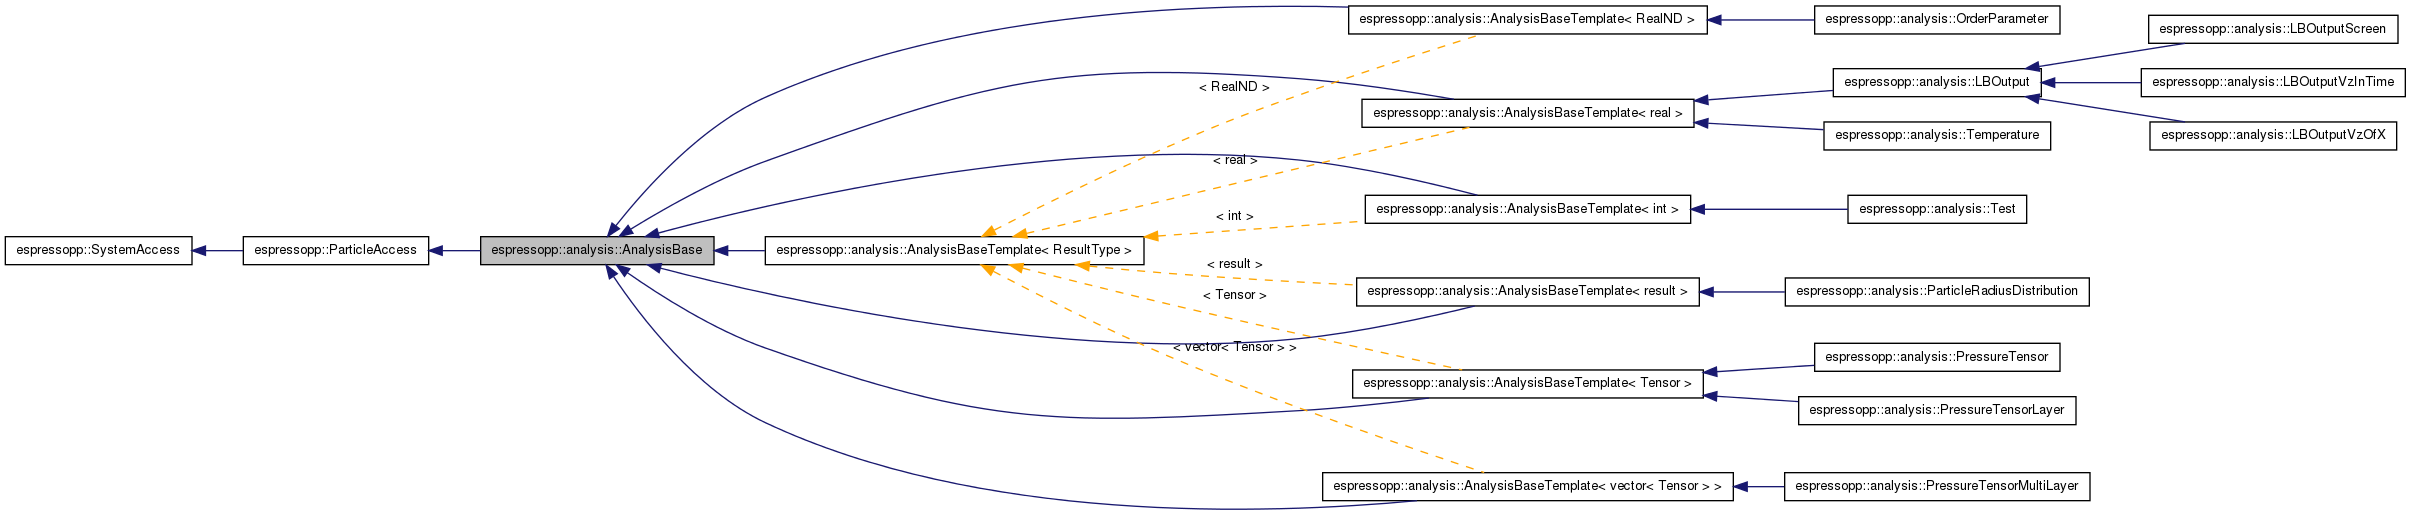 espressopp::analysis::AnalysisBaseTemplate< RealND >
espressopp::analysis::OrderParameter
espressopp::analysis::LBOutputScreen
espressopp::analysis::LBOutput
espressopp::analysis::LBOutputVzInTime
< RealND >
espressopp::analysis::AnalysisBaseTemplate< real >
espressopp::analysis::Temperature
espressopp::analysis::LBOutputVzOfX
< real >
espressopp::analysis::AnalysisBaseTemplate< int >
espressopp::analysis::Test
< int >
espressopp::SystemAccess
espressopp::ParticleAccess
espressopp::analysis::AnalysisBase
espressopp::analysis::AnalysisBaseTemplate< ResultType >
< result >
espressopp::analysis::AnalysisBaseTemplate< result >
espressopp::analysis::ParticleRadiusDistribution
< Tensor >
< vector< Tensor > >
espressopp::analysis::PressureTensor
espressopp::analysis::AnalysisBaseTemplate< Tensor >
espressopp::analysis::PressureTensorLayer
espressopp::analysis::AnalysisBaseTemplate< vector< Tensor > >
espressopp::analysis::PressureTensorMultiLayer